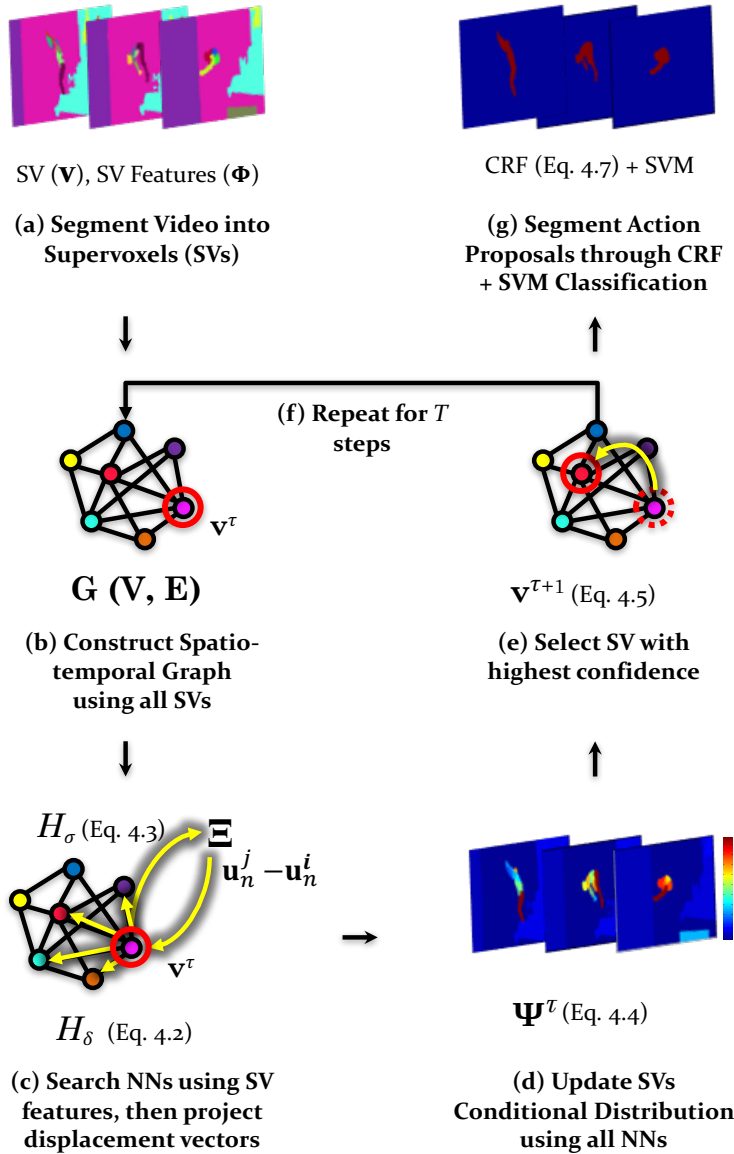 SV (v), SV Features (Φ)
(a) Segment Video into
Supervoxels (SVs)
CRF (Eq. 4.7) + SVM
(g) Segment Action
Proposals through CRF
+ SVM Classification
(f) Repeat for T
steps
v^τ
G (V, E)
(b) Construct Spatio-
temporal Graph
using all SVs
v^{τ+1} (Eq. 4.5)
(e) Select SV with
highest confidence
H_σ (Eq. 4.3)
Ξ
u_n^j − u_n^i
v^τ
H_δ (Eq. 4.2)
(c) Search NNs using SV
features, then project
displacement vectors
Ψ^τ (Eq. 4.4)
(d) Update SVs
Conditional Distribution
using all NNs